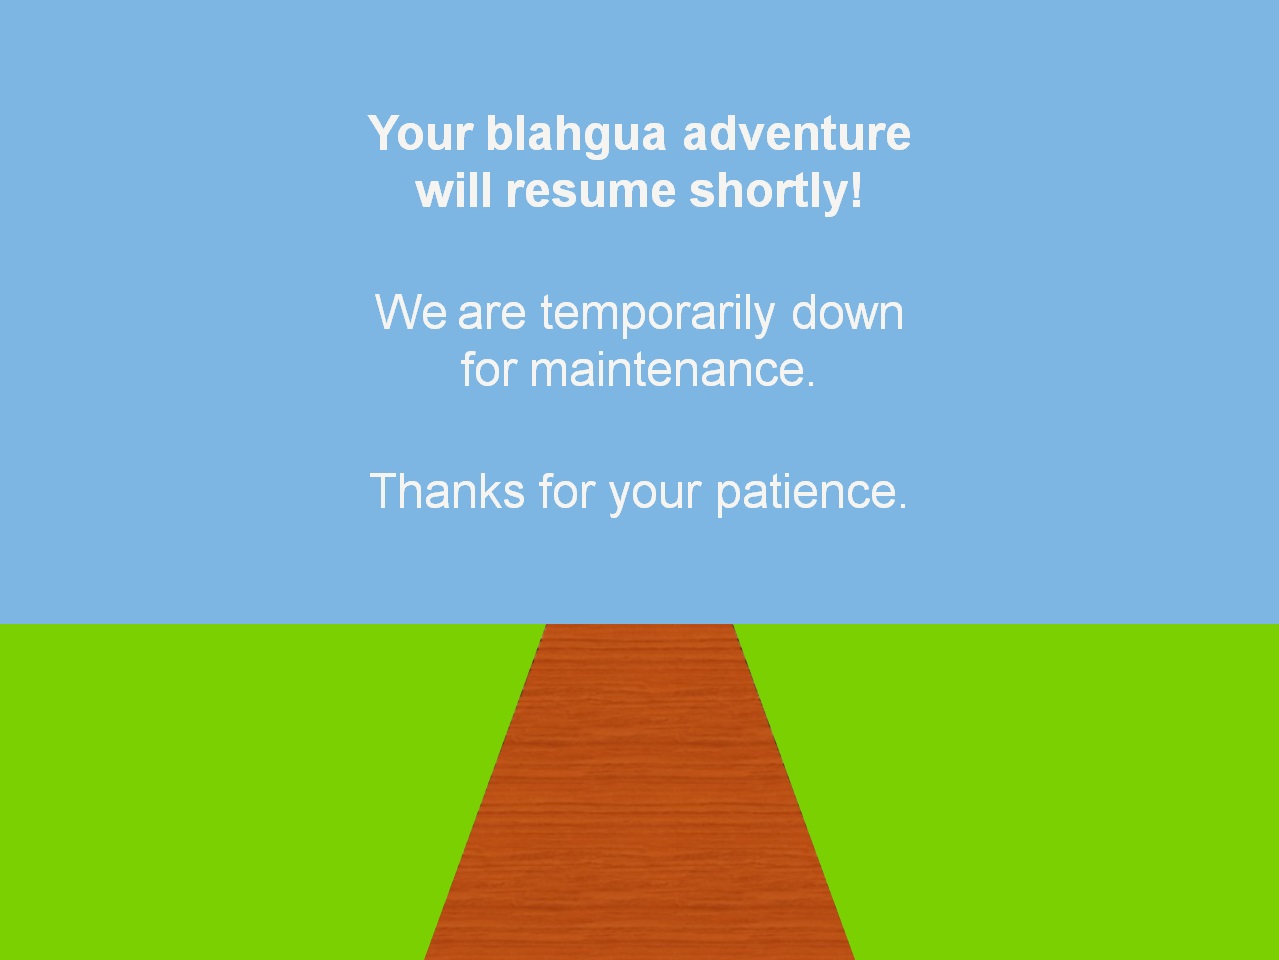 Your blahgua adventure
will resume shortly!
We are temporarily down
for maintenance.
Thanks for your patience.